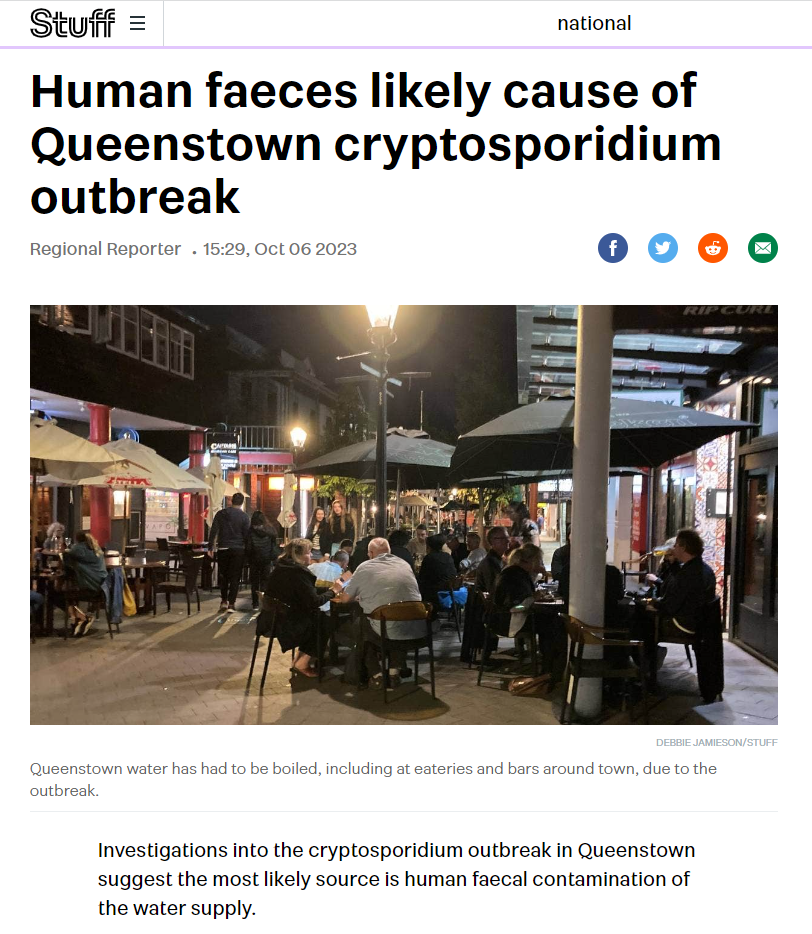 Stuff
national
Human faeces likely cause of
Queenstown cryptosporidium
outbreak
Regional Reporter . 15:29, Oct 06 2023
RIP CURL
DEBBIE JAMIESON/STUFF
Queenstown water has had to be boiled, including at eateries and bars around town, due to the
outbreak.
Investigations into the cryptosporidium outbreak in Queenstown
suggest the most likely source is human faecal contamination of
the water supply.